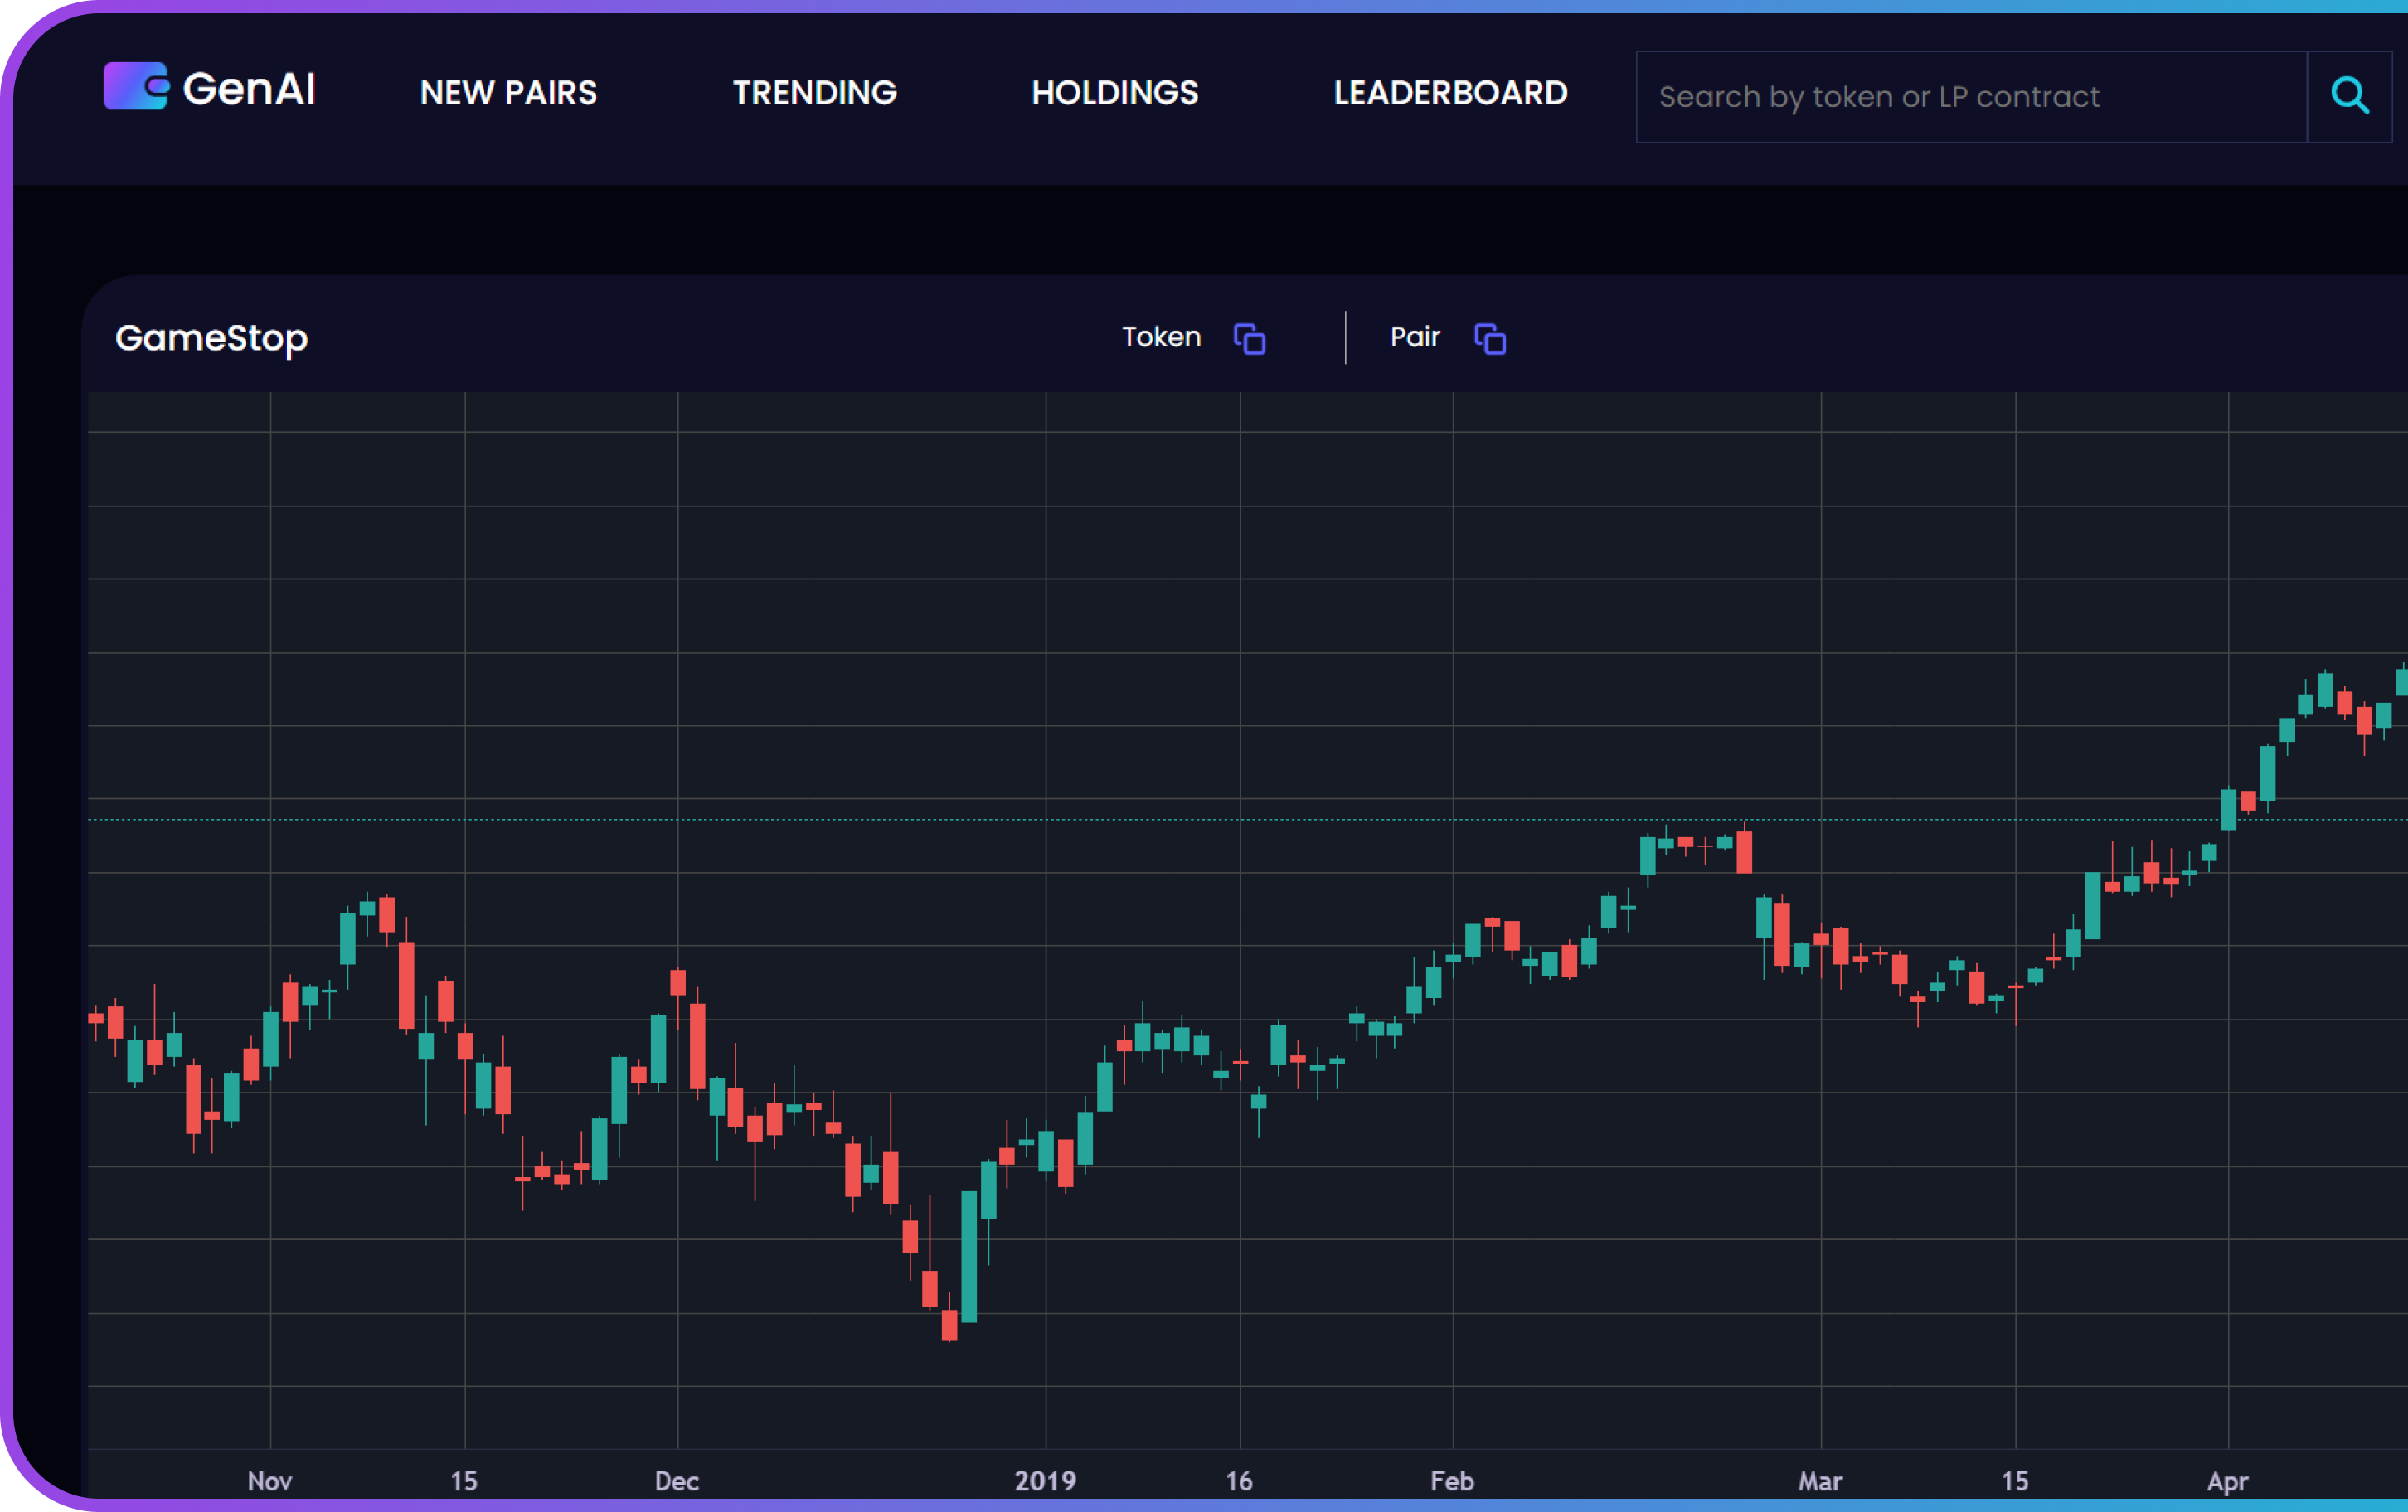 GenAI NEW PAIRS TRENDING HOLDINGS LEADERBOARD Search by token or LP contract
GameStop Token Pair
Nov 15 Dec 2019 16 Feb Mar 15 Apr